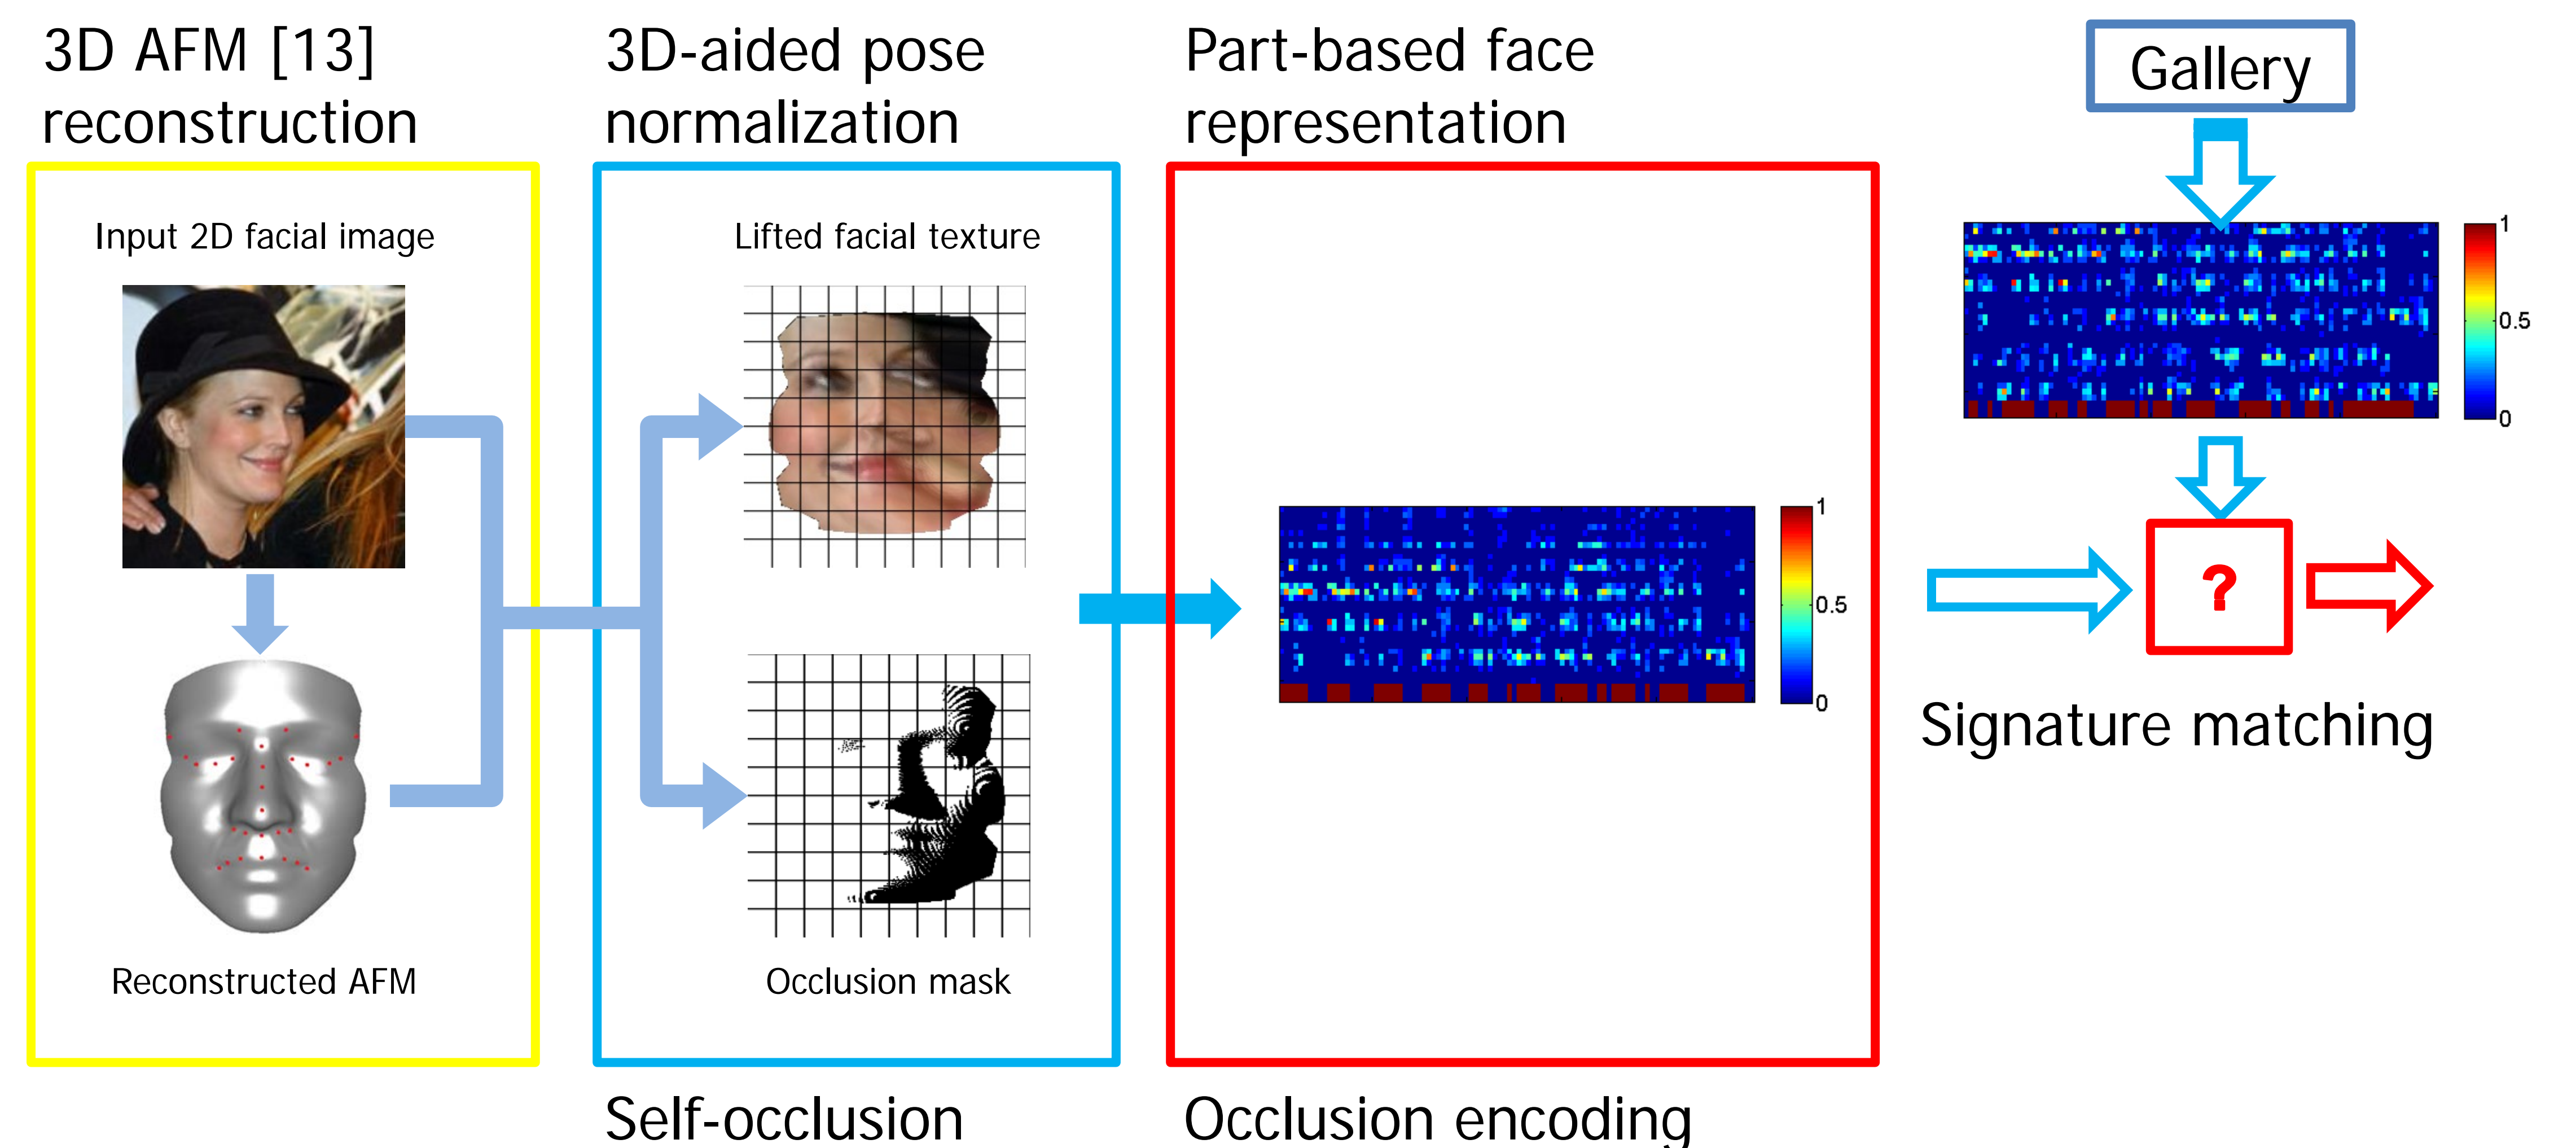 3D AFM [13]
reconstruction
Input 2D facial image
Reconstructed AFM
3D-aided pose
normalization
Lifted facial texture
Occlusion mask
Self-occlusion
Part-based face
representation
1
0.5
0
Occlusion encoding
Gallery
1
0.5
0
?
Signature matching